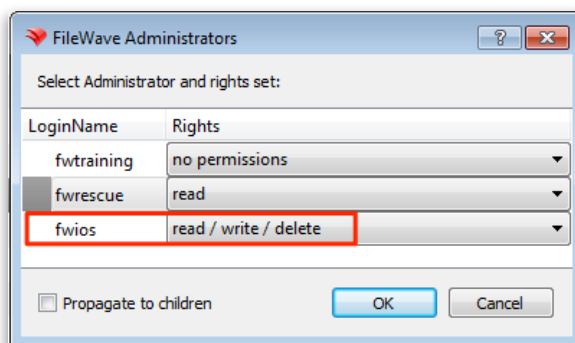 FileWave Administrators
Select Administrator and rights set:
LoginName Rights
fwtraining no permissions
fwrescue read
fwios read / write / delete
Propagate to children OK Cancel